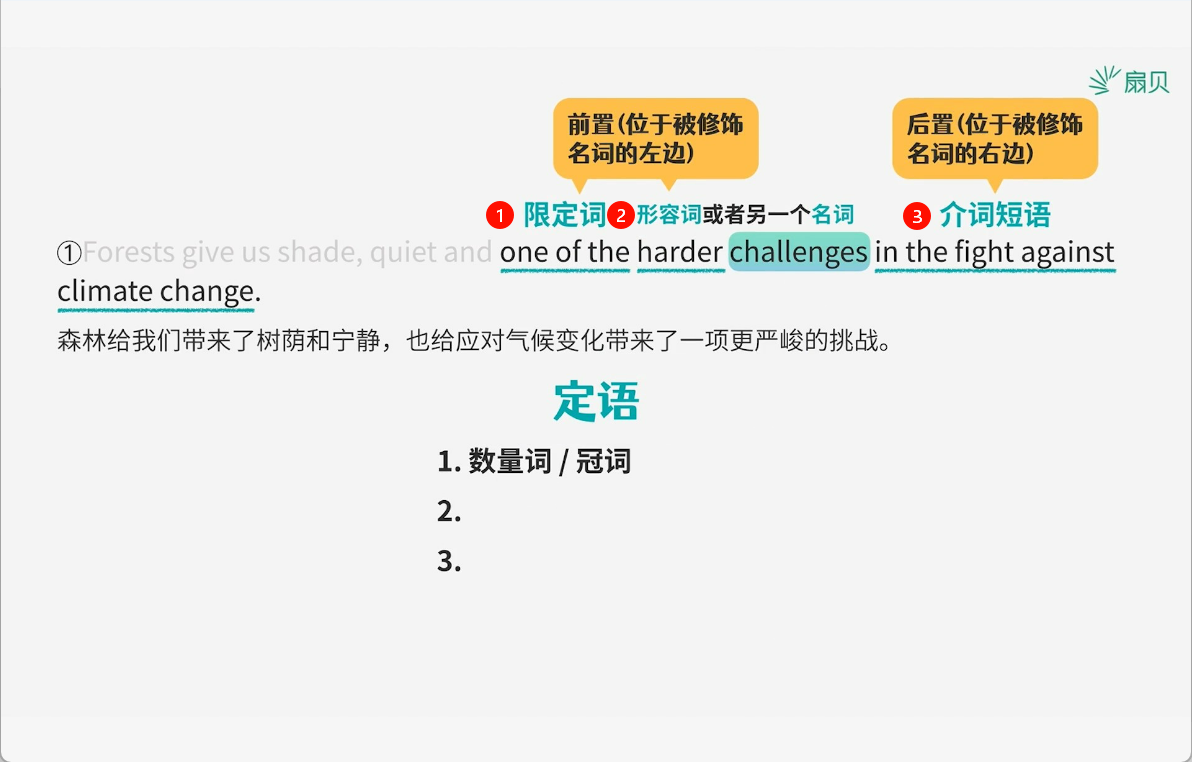 扇贝
前置(位于被修饰
名词的左边)
后置(位于被修饰
名词的右边)
1 限定词 2 形容词或者另一个名词 3 介词短语
①Forests give us shade, quiet and one of the harder challenges in the fight against
climate change.
森林给我们带来了树荫和宁静，也给应对气候变化带来了一项更严峻的挑战。
定语
1. 数量词 / 冠词
2.
3.